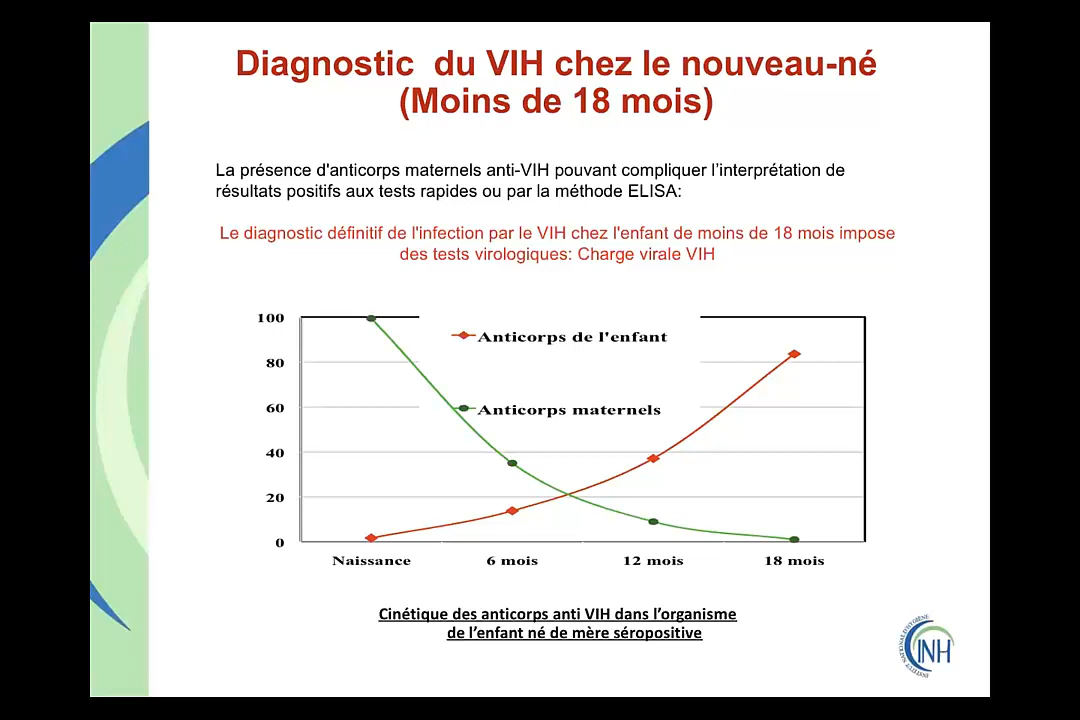 Diagnostic  du VIH chez le nouveau-né
(Moins de 18 mois)
La présence d'anticorps maternels anti-VIH pouvant compliquer l’interprétation de
résultats positifs aux tests rapides ou par la méthode ELISA:
Le diagnostic définitif de l'infection par le VIH chez l'enfant de moins de 18 mois impose
des tests virologiques: Charge virale VIH
100
80
60
40
20
0
Anticorps de l'enfant
Anticorps maternels
Naissance
6 mois
12 mois
18 mois
Cinétique des anticorps anti VIH dans l’organisme
de l’enfant né de mère séropositive
INSTITUT NATIONAL D'HYGIÈNE
INH